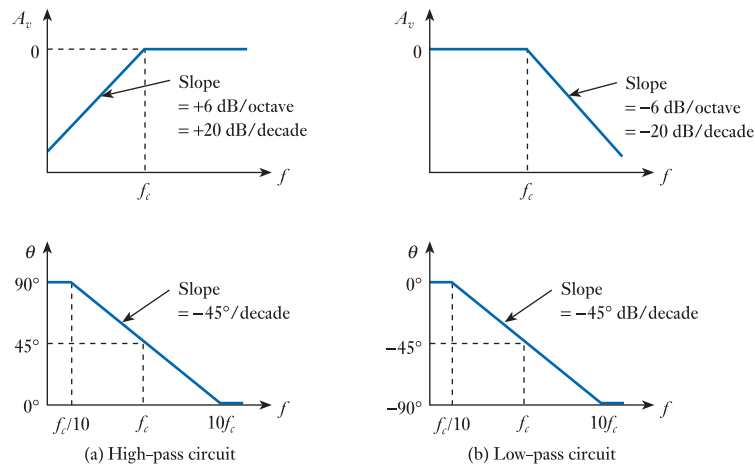 A_v
0
Slope
= +6 dB/octave
= +20 dB/decade
f_c
f
A_v
0
Slope
= −6 dB/octave
= −20 dB/decade
f_c
f
θ
90°
45°
0°
Slope
= −45°/decade
f_c/10
f_c
10f_c
f
(a) High–pass circuit
θ
0°
−45°
−90°
Slope
= −45° dB/decade
f_c/10
f_c
10f_c
f
(b) Low–pass circuit